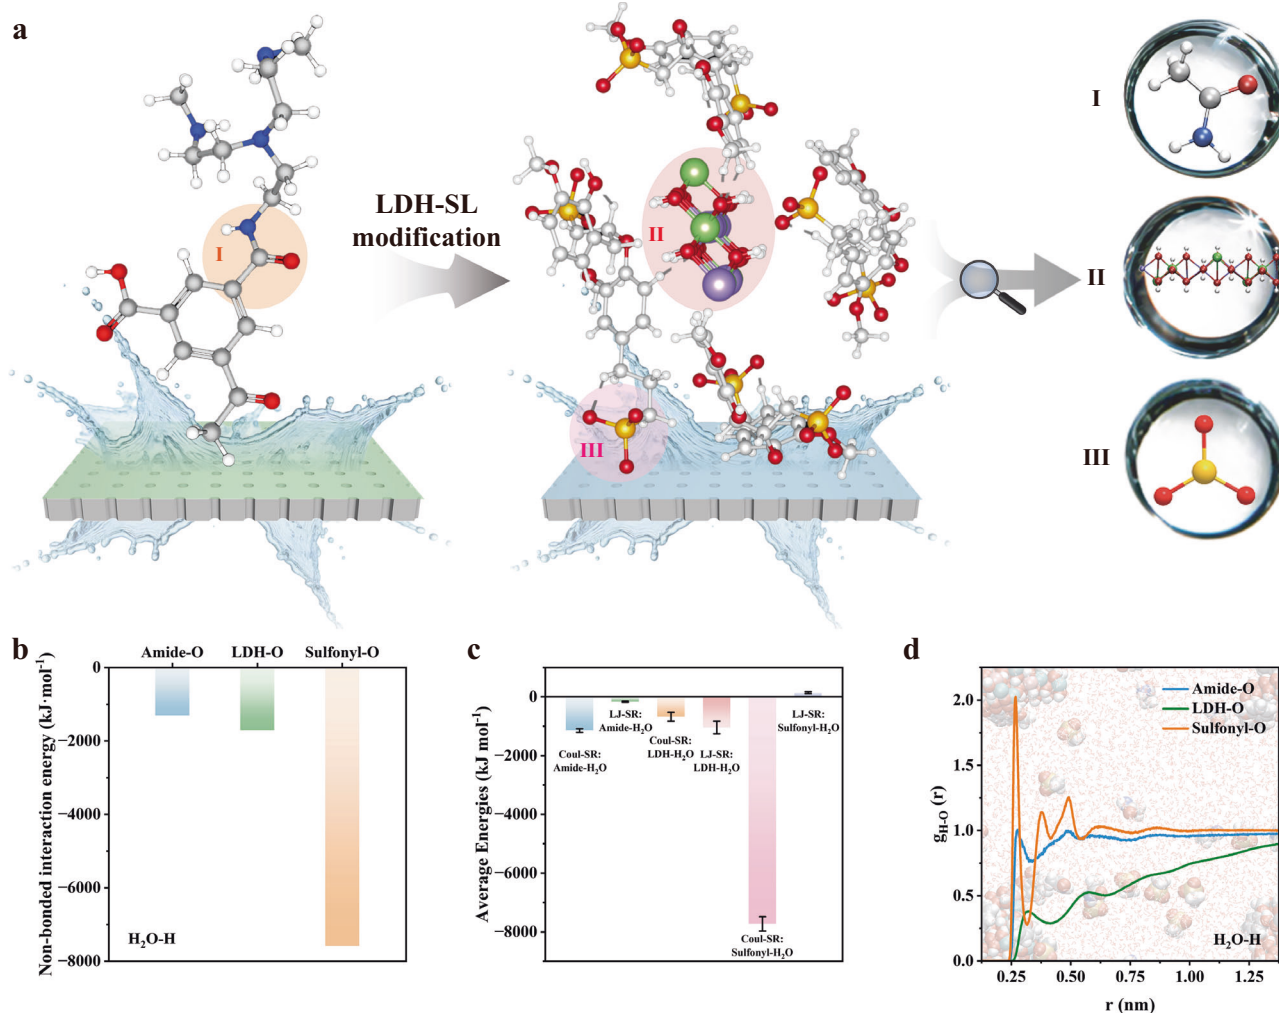 a
I
LDH-SL
modification
II
III
I
II
III
b
Amide-O LDH-O Sulfonyl-O
0
−2000
−4000
−6000
−8000
Non-bonded interaction energy (kJ·mol⁻¹)
H₂O-H
c
0
−2000
−4000
−6000
−8000
Average Energies (kJ mol⁻¹)
Coul-SR:
Amide-H₂O
LJ-SR:
Amide-H₂O
Coul-SR:
LDH-H₂O
LJ-SR:
LDH-H₂O
Coul-SR:
Sulfonyl-H₂O
LJ-SR:
Sulfonyl-H₂O
d
2.0
1.5
1.0
0.5
0.0
g_H-O (r)
Amide-O
LDH-O
Sulfonyl-O
H₂O-H
0.25 0.50 0.75 1.00 1.25
r (nm)